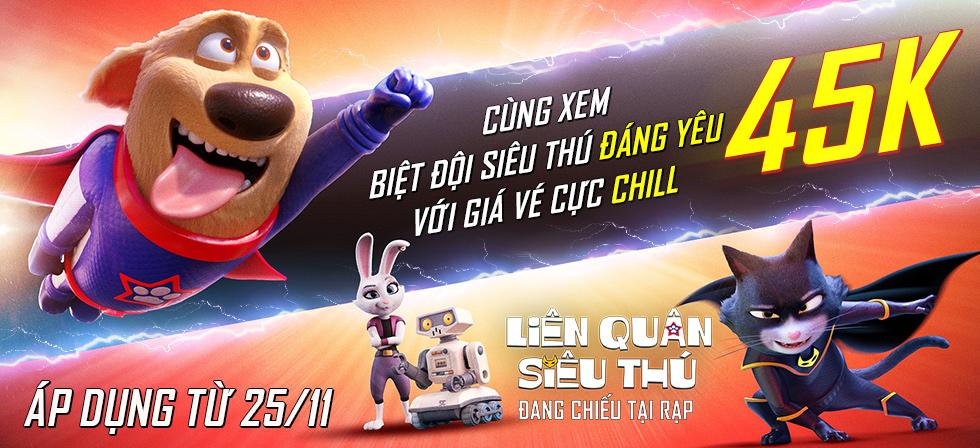 CÙNG XEM
BIỆT ĐỘI SIÊU THÚ ĐÁNG YÊU
VỚI GIÁ VÉ CỰC CHILL
45K
LIÊN QUÂN
SIÊU THÚ
ĐANG CHIẾU TẠI RẠP
ÁP DỤNG TỪ 25/11